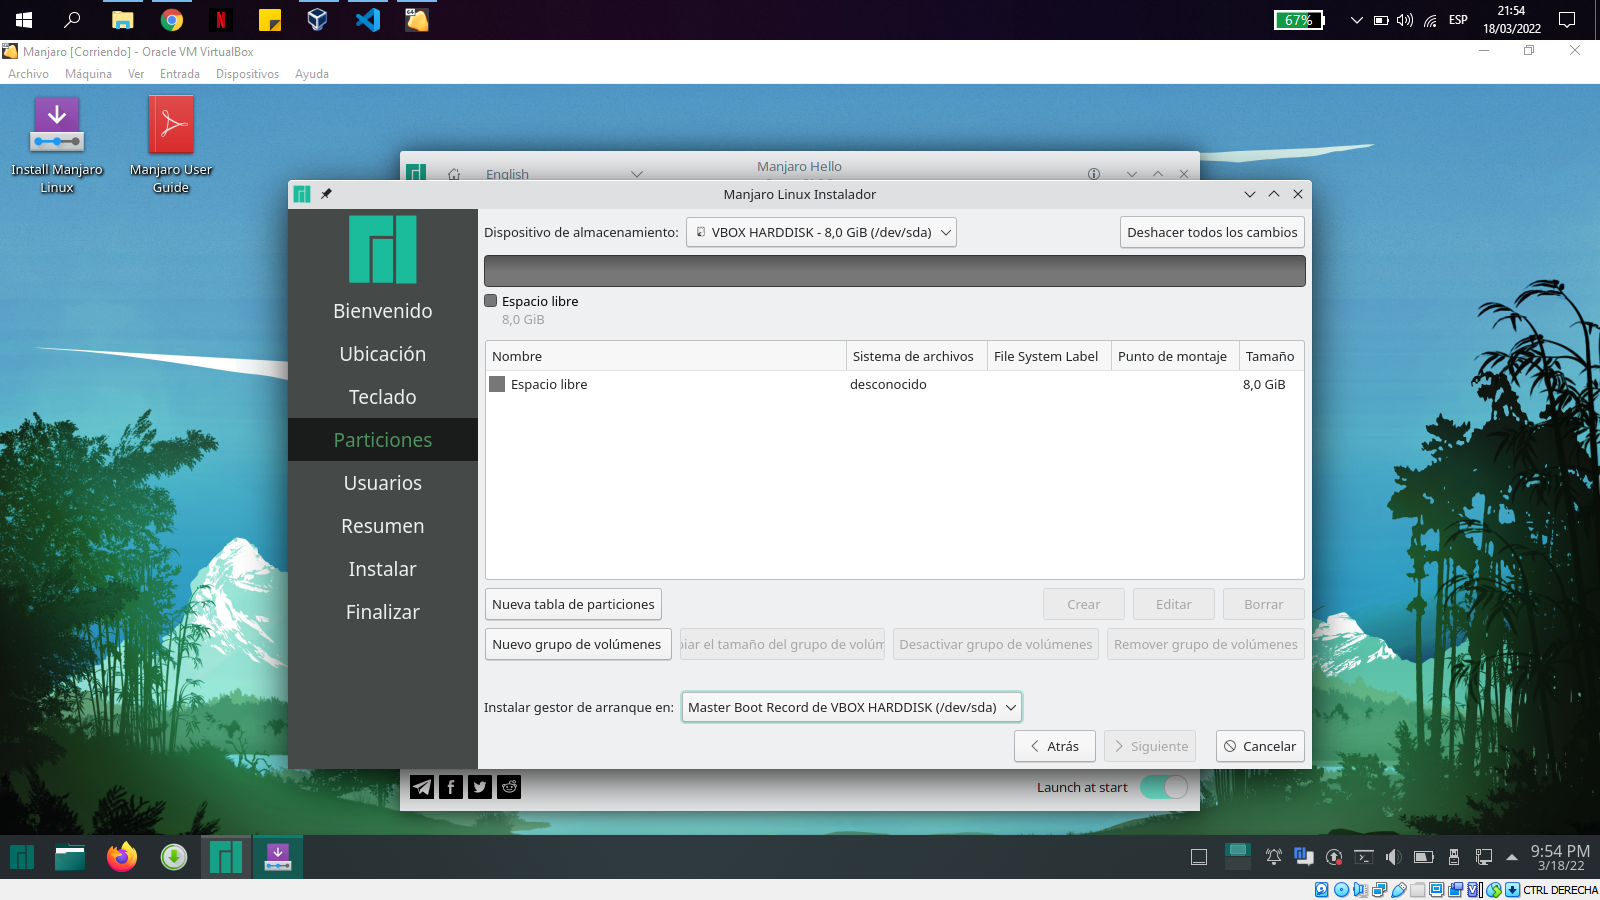 67%
ESP
21:54
18/03/2022
Manjaro [Corriendo] - Oracle VM VirtualBox
Archivo Máquina Ver Entrada Dispositivos Ayuda
Install Manjaro
Linux
Manjaro User
Guide
Manjaro Hello
English
Manjaro Linux Instalador
Bienvenido
Ubicación
Teclado
Particiones
Usuarios
Resumen
Instalar
Finalizar
Dispositivo de almacenamiento: VBOX HARDDISK - 8,0 GiB (/dev/sda) Deshacer todos los cambios
Espacio libre
8,0 GiB
Nombre Sistema de archivos File System Label Punto de montaje Tamaño
Espacio libre desconocido 8,0 GiB
Nueva tabla de particiones Crear Editar Borrar
Nuevo grupo de volúmenes el tamaño del grupo de Desactivar grupo de volúmenes Remover grupo de volúmenes
Instalar gestor de arranque en: Master Boot Record de VBOX HARDDISK (/dev/sda)
Atrás Siguiente Cancelar
Launch at start
9:54 PM
3/18/22
CTRL DERECHA